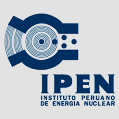 IPEN
INSTITUTO PERUANO
DE ENERGIA NUCLEAR